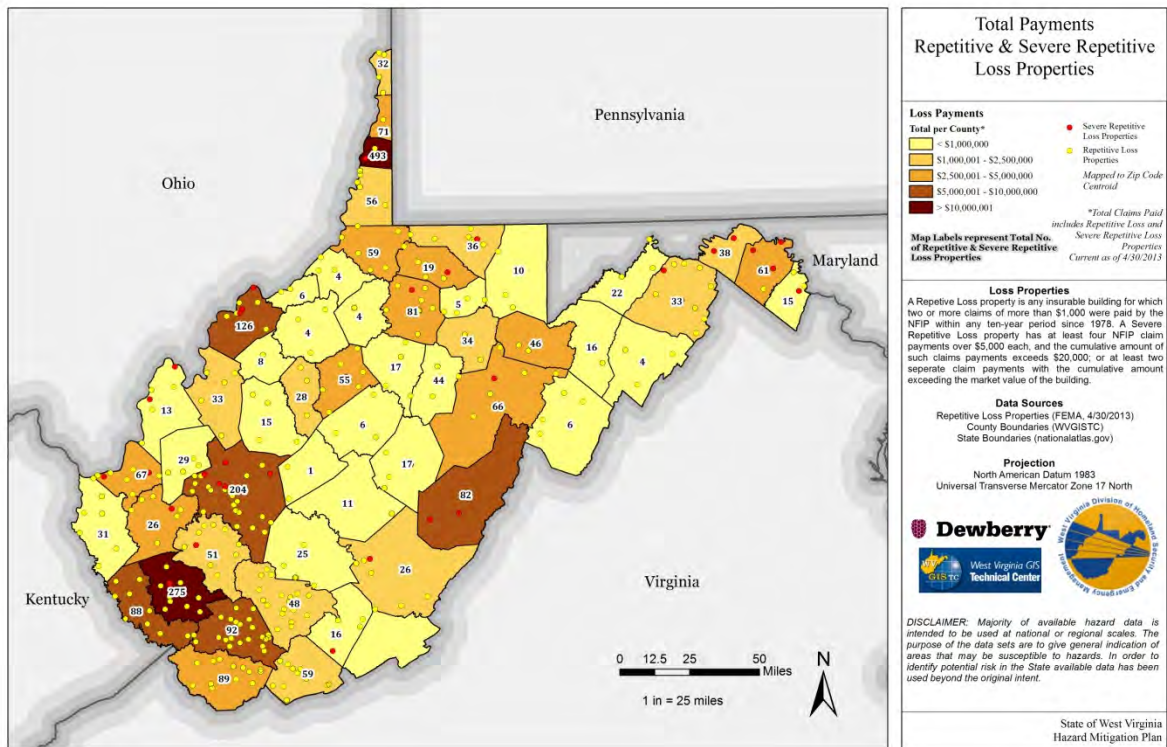 Total Payments
Repetitive & Severe Repetitive
Loss Properties
Loss Payments
Total per County*
< $1,000,000
$1,000,001 - $2,500,000
$2,500,001 - $5,000,000
$5,000,001 - $10,000,000
> $10,000,001
Map Labels represent Total No.
of Repetitive & Severe Repetitive
Loss Properties
Severe Repetitive
Loss Properties
Repetitive Loss
Properties
Mapped to Zip Code
Centroid
*Total Claims Paid
includes Repetitive Loss and
Severe Repetitive Loss
Properties
Current as of 4/30/2013
Loss Properties
A Repetive Loss property is any insurable building for which
two or more claims of more than $1,000 were paid by the
NFIP within any ten-year period since 1978. A Severe
Repetitive Loss property has at least four NFIP claim
payments over $5,000 each, and the cumulative amount of
such claims payments exceeds $20,000; or at least two
seperate claim payments with the cumulative amount
exceeding the market value of the building.
Data Sources
Repetitive Loss Properties (FEMA, 4/30/2013)
County Boundaries (WVGISTC)
State Boundaries (nationalatlas.gov)
Projection
North American Datum 1983
Universal Transverse Mercator Zone 17 North
Dewberry
WV
GISTC
West Virginia GIS
Technical Center
West Virginia Division of Homeland Security and Emergency Management
DISCLAIMER: Majority of available hazard data is
intended to be used at national or regional scales. The
purpose of the data sets are to give general indication of
areas that may be susceptible to hazards. In order to
identify potential risk in the State available data has been
used beyond the original intent.
State of West Virginia
Hazard Mitigation Plan
Pennsylvania
Ohio
Maryland
Kentucky
Virginia
32
71
493
56
59
36
19
10
38
61
15
22
33
4
6
4
81
5
126
4
34
46
16
4
8
17
55
44
33
28
66
13
15
6
6
29
1
17
67
204
11
82
31
26
51
25
26
275
88
48
92
16
89
59
0 12.5 25 50
Miles
1 in = 25 miles
N